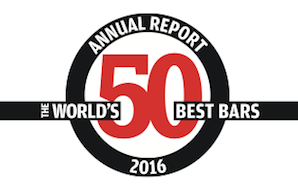 ANNUAL REPORT
50
THE WORLD'S BEST BARS
2016